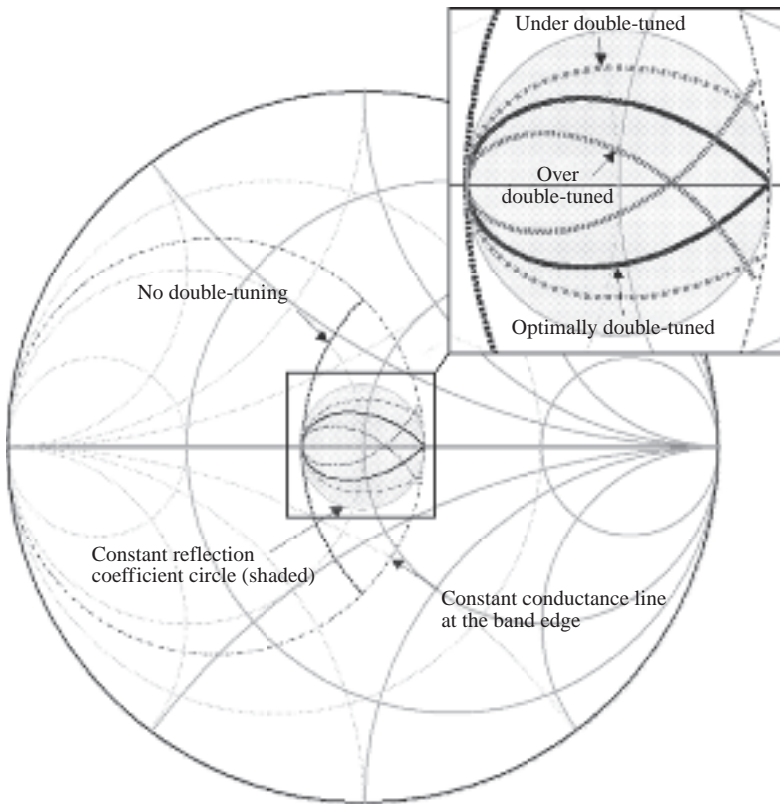 Under double-tuned
Over
double-tuned
Optimally double-tuned
No double-tuning
Constant reflection
coefficient circle (shaded)
Constant conductance line
at the band edge